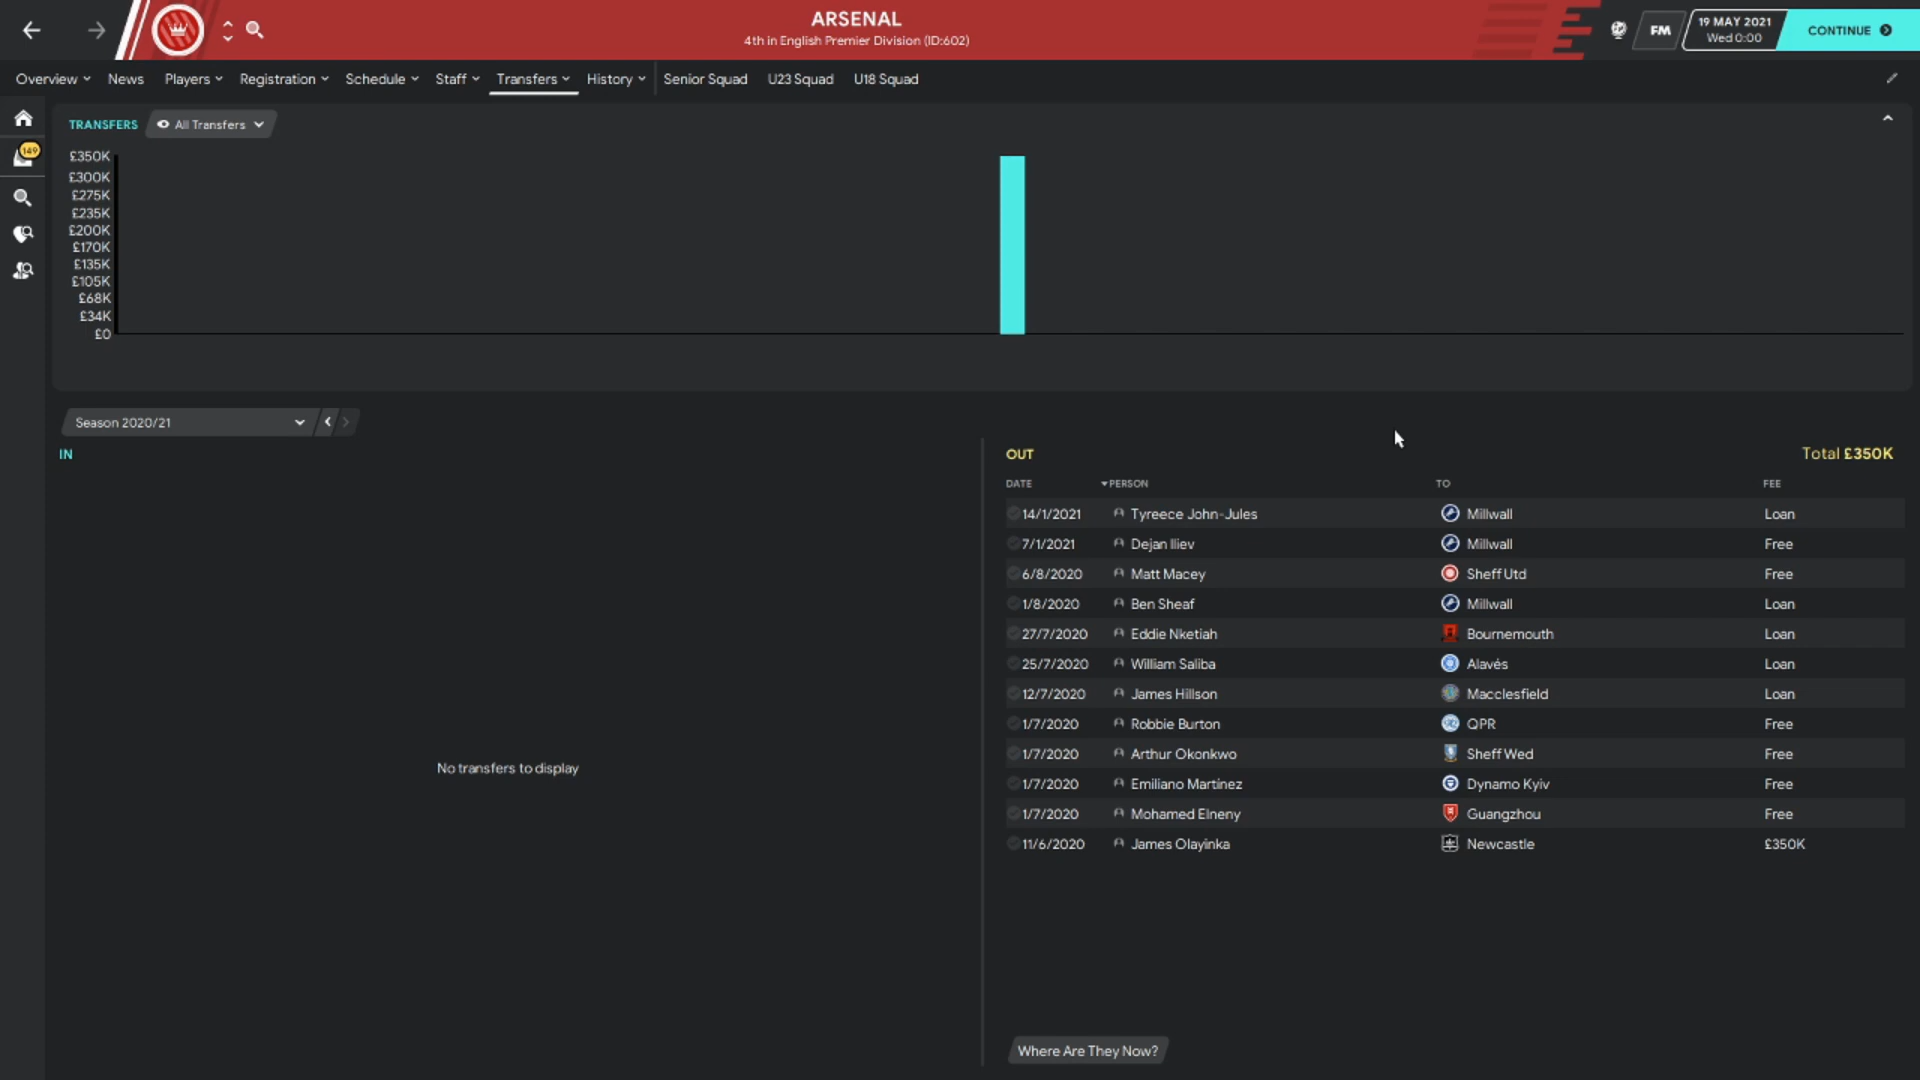 ARSENAL
4th in English Premier Division (ID:602)
FM
19 MAY 2021
Wed 0:00
CONTINUE
Overview News Players Registration Schedule Staff Transfers History Senior Squad U23 Squad U18 Squad
149
TRANSFERS All Transfers
£350K
£300K
£275K
£235K
£200K
£170K
£135K
£105K
£68K
£34K
£0
Season 2020/21
IN
No transfers to display
OUT Total £350K
DATE PERSON TO FEE
14/1/2021 Tyreece John-Jules Millwall Loan
7/1/2021 Dejan Iliev Millwall Free
6/8/2020 Matt Macey Sheff Utd Free
1/8/2020 Ben Sheaf Millwall Loan
27/7/2020 Eddie Nketiah Bournemouth Loan
25/7/2020 William Saliba Alavés Loan
12/7/2020 James Hillson Macclesfield Loan
1/7/2020 Robbie Burton QPR Free
1/7/2020 Arthur Okonkwo Sheff Wed Free
1/7/2020 Emiliano Martínez Dynamo Kyiv Free
1/7/2020 Mohamed Elneny Guangzhou Free
11/6/2020 James Olayinka Newcastle £350K
Where Are They Now?